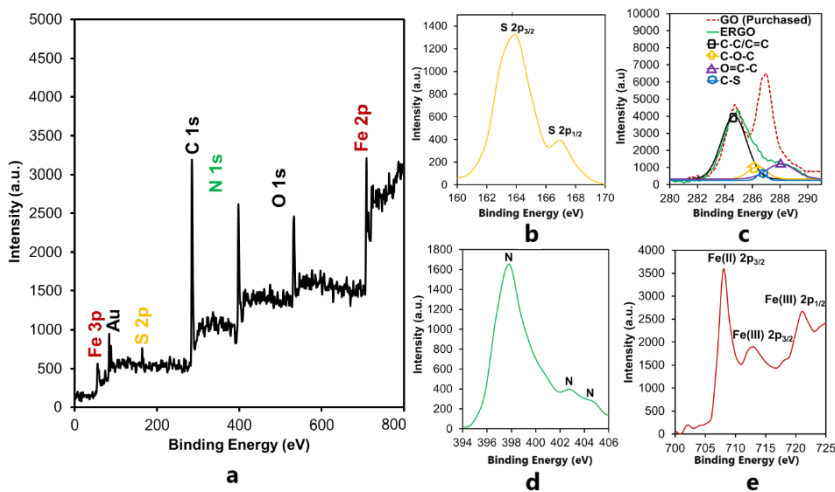 5000
4500
4000
3500
3000
2500
2000
1500
1000
500
0
Intensity (a.u.)
Fe 3p
Au
S 2p
C 1s
N 1s
O 1s
Fe 2p
0 200 400 600 800
Binding Energy (eV)
a
1400
1200
1000
800
600
400
200
0
Intensity (a.u.)
S 2p3/2
S 2p1/2
160 162 164 166 168 170
Binding Energy (eV)
b
10000
9000
8000
7000
6000
5000
4000
3000
2000
1000
0
Intensity (a.u)
GO (Purchased)
ERGO
C-C/C=C
C-O-C
O=C-C
C-S
280 282 284 286 288 290
Binding Energy (eV)
c
1800
1600
1400
1200
1000
800
600
400
200
0
Intensity (a.u.)
N
N
N
394 396 398 400 402 404 406
Binding Energy (eV)
d
4000
3500
3000
2500
2000
1500
1000
500
0
Intensity (a.u.)
Fe(II) 2p3/2
Fe(III) 2p3/2
Fe(III) 2p1/2
700 705 710 715 721 725
Binding Energy (eV)
e